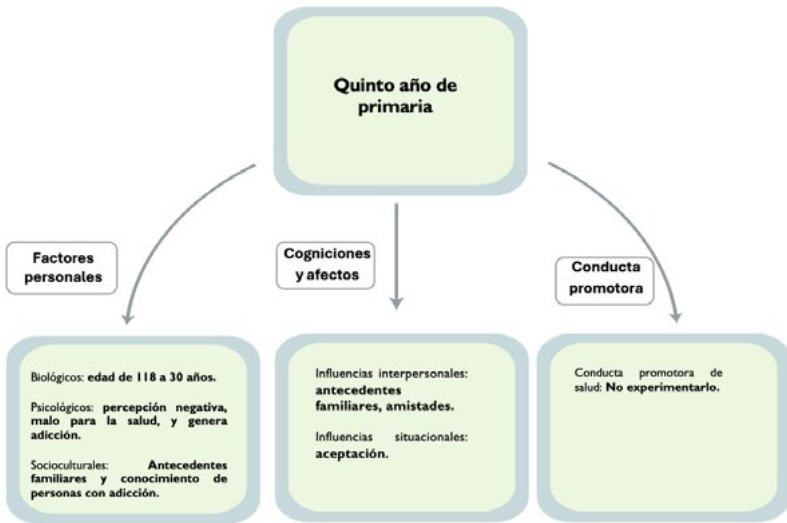 Quinto año de
primaria
Factores
personales
Cogniciones
y afectos
Conducta
promotora
Biológicos: edad de 118 a 30 años.
Psicológicos: percepción negativa,
malo para la salud, y genera
adicción.
Socioculturales: Antecedentes
familiares y conocimiento de
personas con adicción.
Influencias interpersonales:
antecedentes
familiares, amistades.
Influencias situacionales:
aceptación.
Conducta promotora de
salud: No experimentarlo.